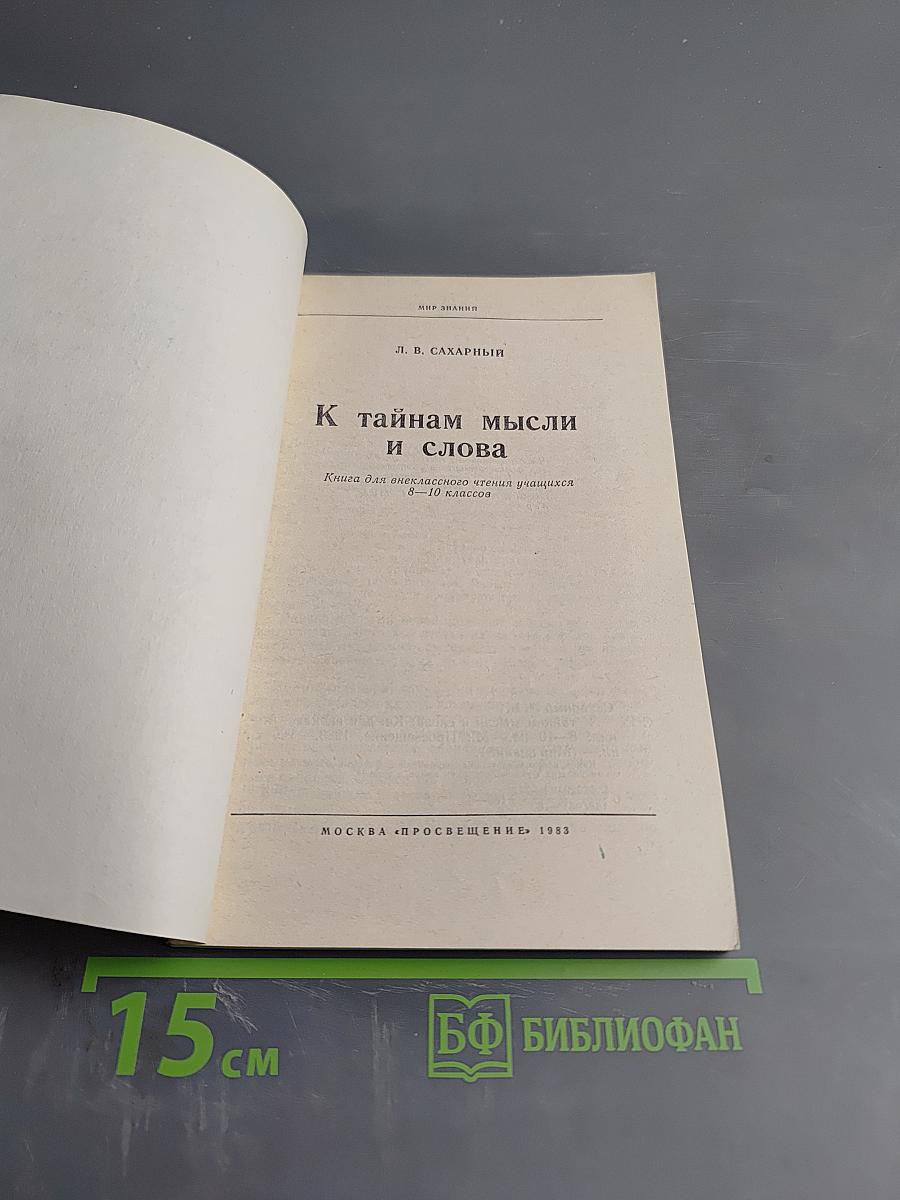 МИР ЗНАНИЯ
Л. В. САХАРНЫЙ
К тайнам мысли
и слова
Книга для внеклассного чтения учащихся
8—10 классов
МОСКВА «ПРОСВЕЩЕНИЕ» 1983
15 см
БФ БИБЛИОФАН